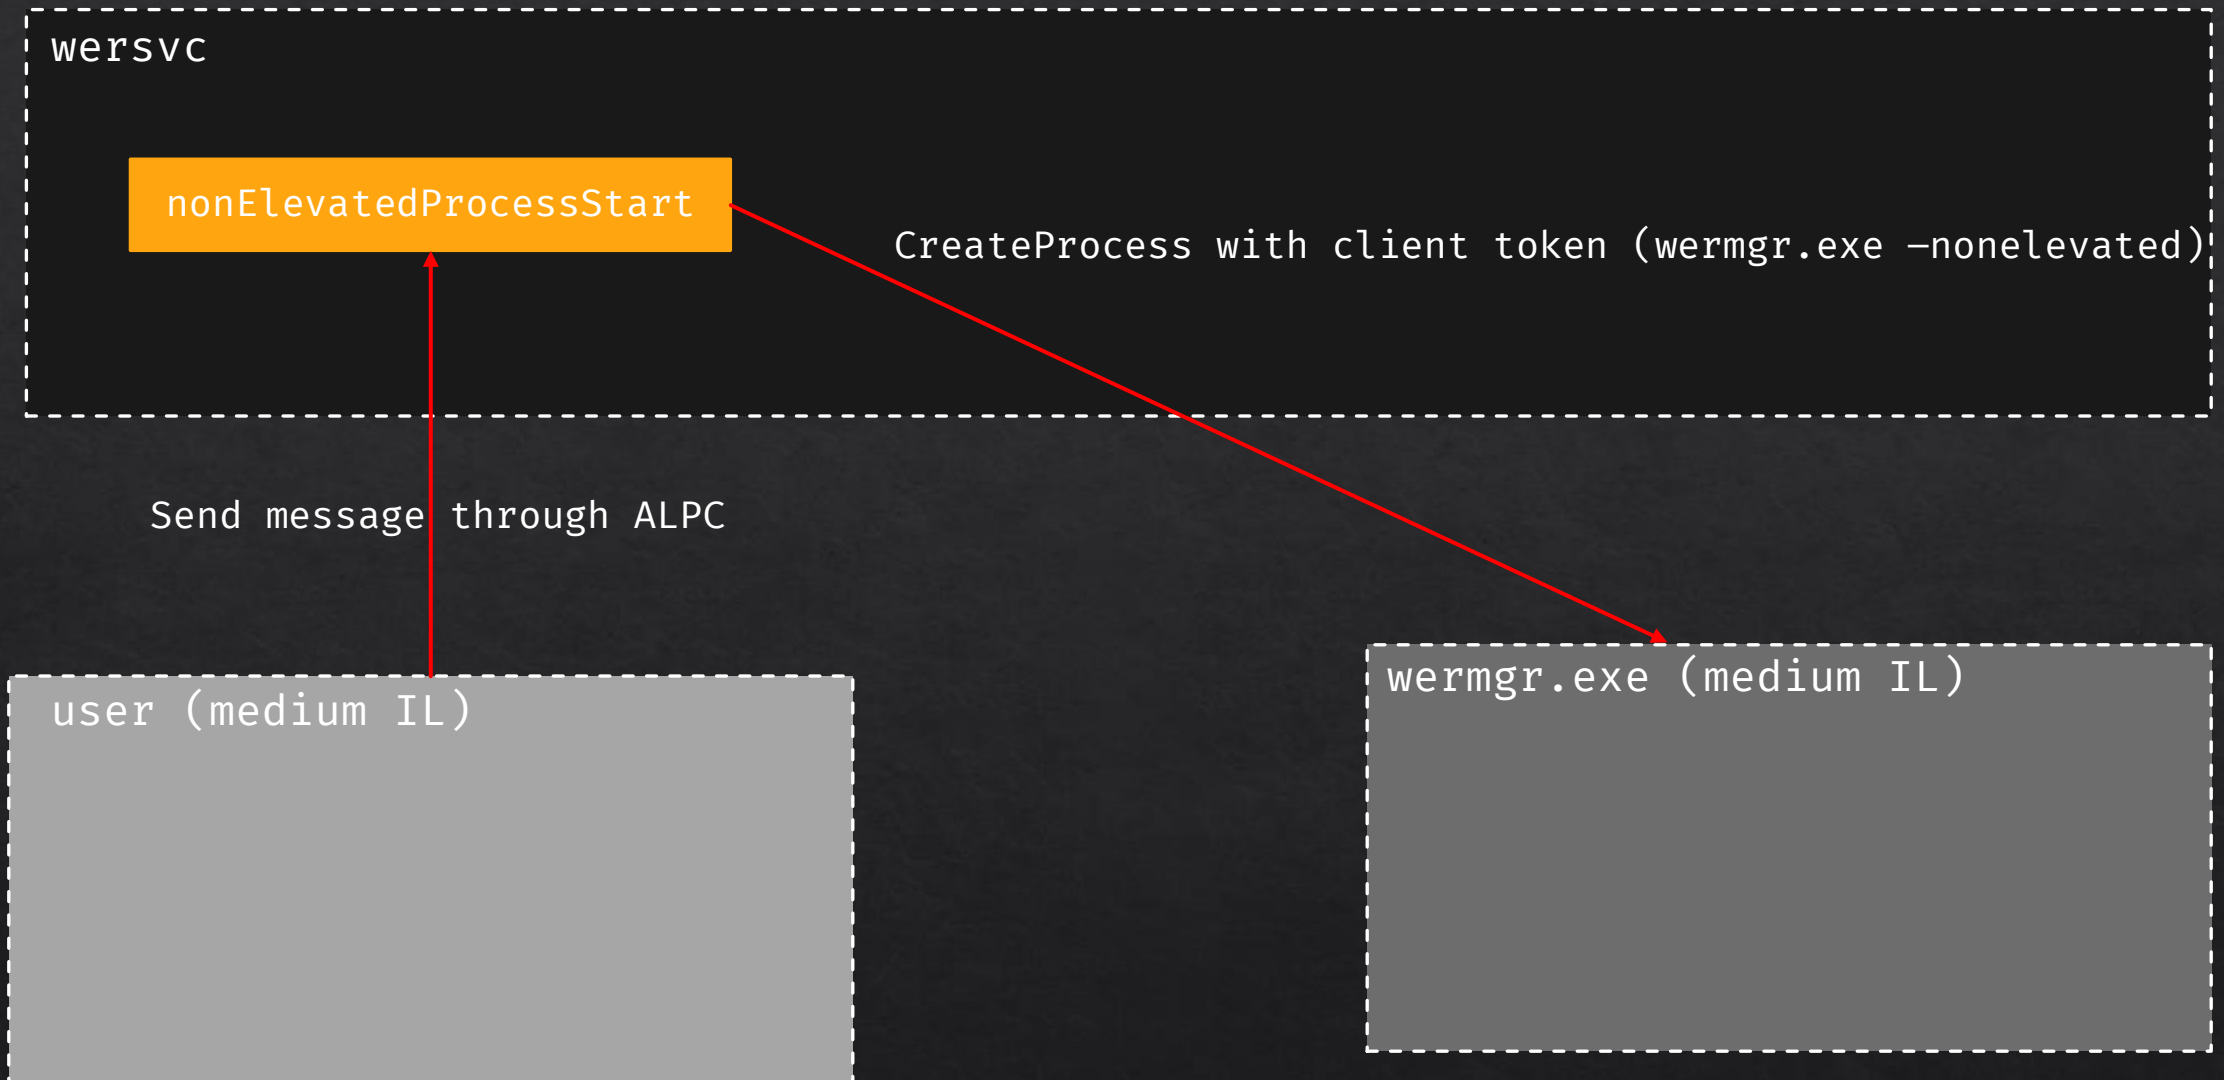 wersvc
nonElevatedProcessStart
CreateProcess with client token (wermgr.exe –nonelevated)
Send message through ALPC
user (medium IL)
wermgr.exe (medium IL)